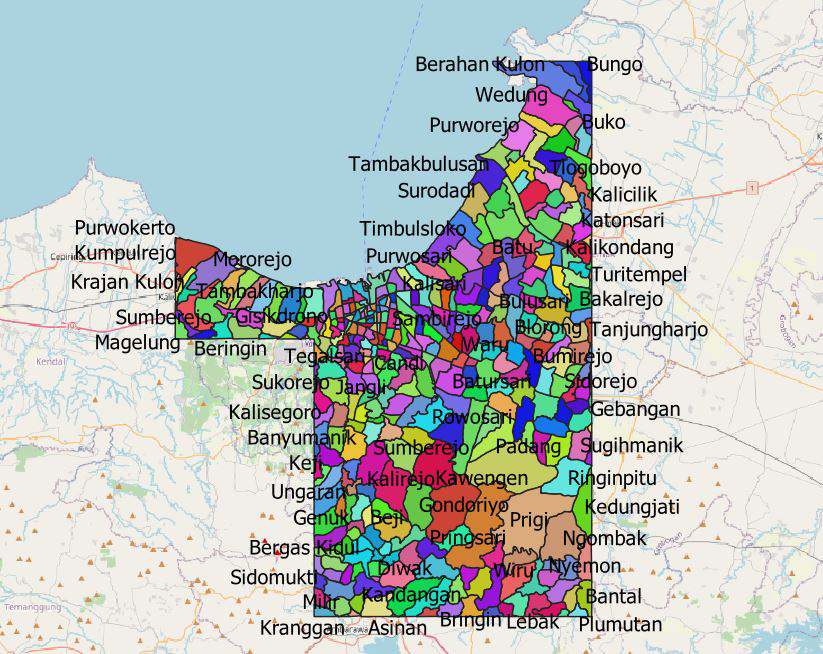 Berahan Kulon
Bungo
Wedung
Buko
Purworejo
Tlogoboyo
Tambakbulusan
Kalicilik
Surodadi
Katonsari
Timbulsloko
Purwokerto
Batu
Kalikondang
Kumpulrejo
Mororejo
Purwosari
Turitempel
Krajan Kulon
Tambakharjo
Kalisari
Bulusari
Bakalrejo
Sumberejo
Gisikdrono
Sambirejo
Blorong
Tanjungharjo
Magelung
Beringin
Tegalsari
Candi
Waru
Bumirejo
Kendal
Sukorejo
Jangli
Batursari
Sidorejo
Kalisegoro
Rowosari
Gebangan
Banyumanik
Sumberejo
Padang
Sugihmanik
Keji
Kalirejo
Kawengen
Ringinpitu
Ungaran
Gondoriyo
Kedungjati
Genuk
Beji
Prigi
Pringsari
Ngombak
Bergas Kidul
Grobogan
Sidomukti
Diwak
Wiru
Nyemon
Temanggung
Milir
Kandangan
Bantal
Kranggan
Asinan
Bringin
Lebak
Plumutan
1